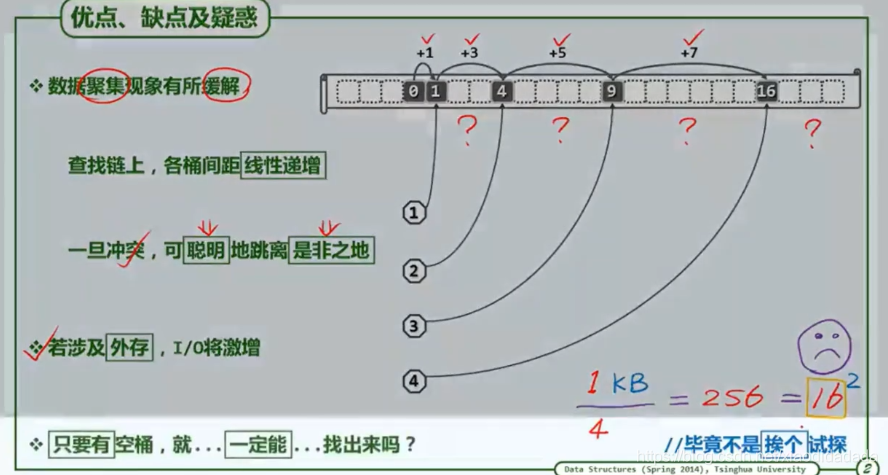 优点、缺点及疑惑
+1 +3 +5 +7
❖ 数据聚集现象有所缓解
0 1 4 9 16
? ? ? ?
查找链上，各桶间距线性递增
1
一旦冲突，可聪明地跳离是非之地
2
3
❖ 若涉及外存，I/O将激增
4
1 KB / 4 = 256 = 16²
❖ 只要有空桶，就...一定能...找出来吗？
//毕竟不是挨个试探
Data Structures (Spring 2014), Tsinghua University
2